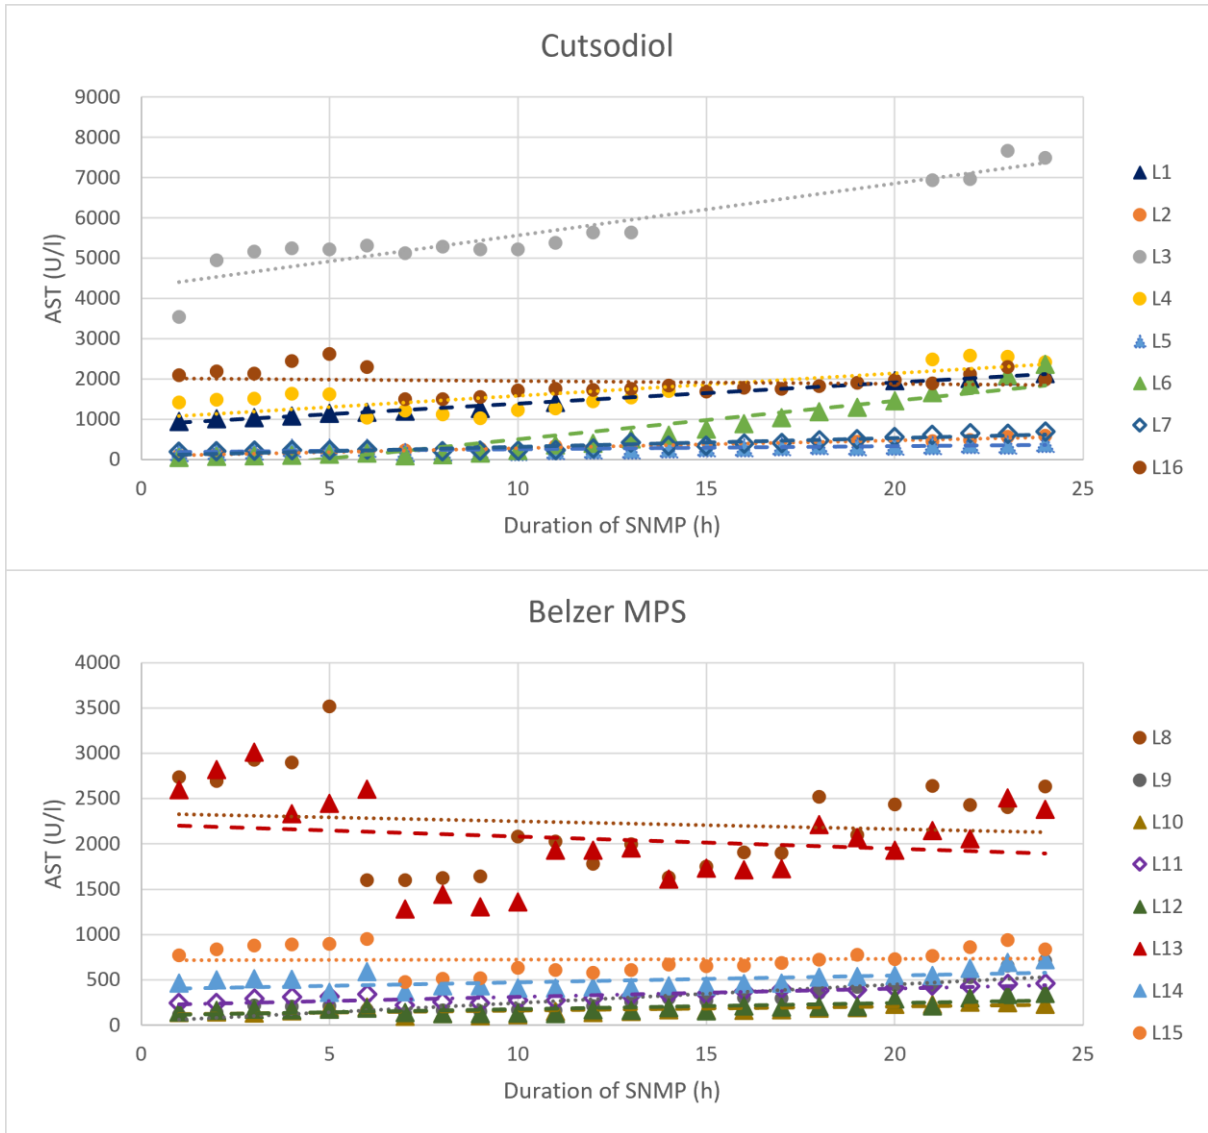 Cutsodiol
9000
8000
7000
6000
5000
4000
3000
2000
1000
0
AST (U/l)
0 5 10 15 20 25
Duration of SNMP (h)
L1
L2
L3
L4
L5
L6
L7
L16
Belzer MPS
4000
3500
3000
2500
2000
1500
1000
500
0
AST (U/l)
0 5 10 15 20 25
Duration of SNMP (h)
L8
L9
L10
L11
L12
L13
L14
L15